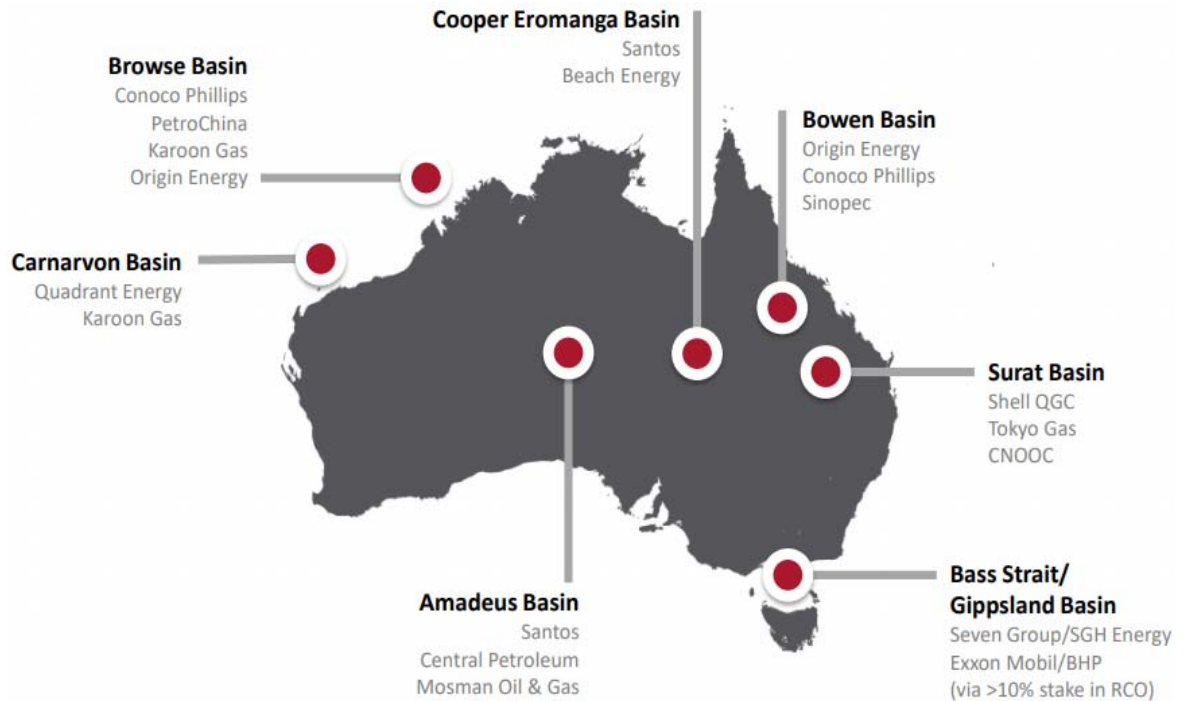 Cooper Eromanga Basin
Santos
Beach Energy
Browse Basin
Conoco Phillips
PetroChina
Karoon Gas
Origin Energy
Bowen Basin
Origin Energy
Conoco Phillips
Sinopec
Carnarvon Basin
Quadrant Energy
Karoon Gas
Surat Basin
Shell QGC
Tokyo Gas
CNOOC
Amadeus Basin
Santos
Central Petroleum
Mosman Oil & Gas
Bass Strait/
Gippsland Basin
Seven Group/SGH Energy
Exxon Mobil/BHP
(via >10% stake in RCO)